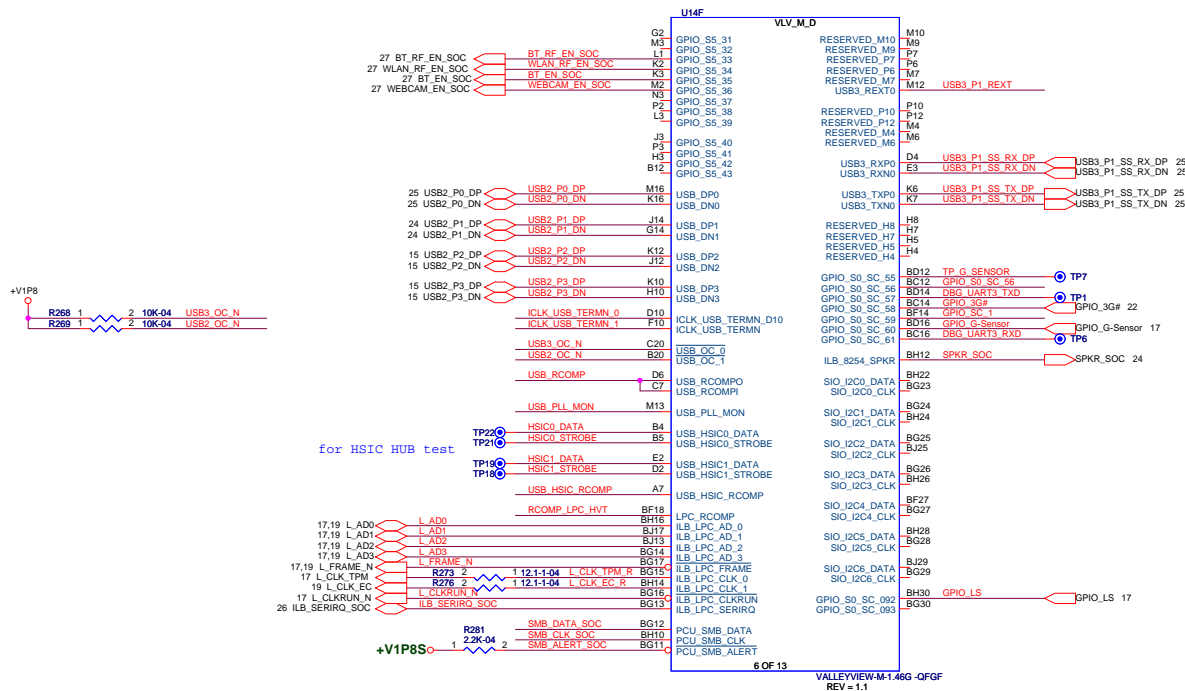 U14F
VLV_M_D
G2 GPIO_S5_31
M3 GPIO_S5_32
27 BT_RF_EN_SOC BT_RF_EN_SOC L1 GPIO_S5_33
27 WLAN_RF_EN_SOC WLAN_RF_EN_SOC K2 GPIO_S5_34
27 BT_EN_SOC BT_EN_SOC K3 GPIO_S5_35
27 WEBCAM_EN_SOC WEBCAM_EN_SOC M2 GPIO_S5_36
N3 GPIO_S5_37
P2 GPIO_S5_38
L3 GPIO_S5_39
J3 GPIO_S5_40
P3 GPIO_S5_41
H3 GPIO_S5_42
B12 GPIO_S5_43
25 USB2_P0_DP USB2_P0_DP M16 USB_DP0
25 USB2_P0_DN USB2_P0_DN K16 USB_DN0
24 USB2_P1_DP USB2_P1_DP J14 USB_DP1
24 USB2_P1_DN USB2_P1_DN G14 USB_DN1
15 USB2_P2_DP USB2_P2_DP K12 USB_DP2
15 USB2_P2_DN USB2_P2_DN J12 USB_DN2
15 USB2_P3_DP USB2_P3_DP K10 USB_DP3
15 USB2_P3_DN USB2_P3_DN H10 USB_DN3
+V1P8
R268 1 2 10K-04 USB3_OC_N
R269 1 2 10K-04 USB2_OC_N
ICLK_USB_TERMN_0 D10 ICLK_USB_TERMN_D10
ICLK_USB_TERMN_1 F10 ICLK_USB_TERMN
USB3_OC_N C20 USB_OC_0
USB2_OC_N B20 USB_OC_1
USB_RCOMP D6 USB_RCOMPO
C7 USB_RCOMPI
USB_PLL_MON M13 USB_PLL_MON
for HSIC HUB test
TP22 HSIC0_DATA B4 USB_HSIC0_DATA
TP21 HSIC0_STROBE B5 USB_HSIC0_STROBE
TP19 HSIC1_DATA E2 USB_HSIC1_DATA
TP18 HSIC1_STROBE D2 USB_HSIC1_STROBE
USB_HSIC_RCOMP A7 USB_HSIC_RCOMP
RCOMP_LPC_HVT BF18 LPC_RCOMP
17,19 L_AD0 L_AD0 BH16 ILB_LPC_AD_0
17,19 L_AD1 L_AD1 BJ17 ILB_LPC_AD_1
17,19 L_AD2 L_AD2 BJ13 ILB_LPC_AD_2
17,19 L_AD3 L_AD3 BG14 ILB_LPC_AD_3
17,19 L_FRAME_N L_FRAME_N BG17 ILB_LPC_FRAME
17 L_CLK_TPM R273 2 1 12.1-1-04 L_CLK_TPM_R BG15 ILB_LPC_CLK_0
19 L_CLK_EC R276 2 1 12.1-1-04 L_CLK_EC_R BH14 ILB_LPC_CLK_1
17 L_CLKRUN_N L_CLKRUN_N BG16 ILB_LPC_CLKRUN
26 ILB_SERIRQ_SOC ILB_SERIRQ_SOC BG13 ILB_LPC_SERIRQ
SMB_DATA_SOC BG12 PCU_SMB_DATA
SMB_CLK_SOC BH10 PCU_SMB_CLK
+V1P8S R281 2.2K-04 1 2 SMB_ALERT_SOC BG11 PCU_SMB_ALERT
RESERVED_M10 M10
RESERVED_M9 M9
RESERVED_P7 P7
RESERVED_P6 P6
RESERVED_M7 M7
USB3_REXT0 M12 USB3_P1_REXT
RESERVED_P10 P10
RESERVED_P12 P12
RESERVED_M4 M4
RESERVED_M6 M6
USB3_RXP0 D4 USB3_P1_SS_RX_DP USB3_P1_SS_RX_DP 25
USB3_RXN0 E3 USB3_P1_SS_RX_DN USB3_P1_SS_RX_DN 25
USB3_TXP0 K6 USB3_P1_SS_TX_DP USB3_P1_SS_TX_DP 25
USB3_TXN0 K7 USB3_P1_SS_TX_DN USB3_P1_SS_TX_DN 25
RESERVED_H8 H8
RESERVED_H7 H7
RESERVED_H5 H5
RESERVED_H4 H4
GPIO_S0_SC_55 BD12 TP_G_SENSOR TP7
GPIO_S0_SC_56 BC12 GPIO_S0_SC_56
GPIO_S0_SC_57 BD14 DBG_UART3_TXD TP1
GPIO_S0_SC_58 BC14 GPIO_3G# GPIO_3G# 22
GPIO_S0_SC_59 BF14 GPIO_SC_1
GPIO_S0_SC_60 BD16 GPIO_G-Sensor GPIO_G-Sensor 17
GPIO_S0_SC_61 BC16 DBG_UART3_RXD TP6
ILB_8254_SPKR BH12 SPKR_SOC SPKR_SOC 24
SIO_I2C0_DATA BH22
SIO_I2C0_CLK BG23
SIO_I2C1_DATA BG24
SIO_I2C1_CLK BH24
SIO_I2C2_DATA BG25
SIO_I2C2_CLK BJ25
SIO_I2C3_DATA BG26
SIO_I2C3_CLK BH26
SIO_I2C4_DATA BF27
SIO_I2C4_CLK BG27
SIO_I2C5_DATA BH28
SIO_I2C5_CLK BG28
SIO_I2C6_DATA BJ29
SIO_I2C6_CLK BG29
GPIO_S0_SC_092 BH30 GPIO_LS GPIO_LS 17
GPIO_S0_SC_093 BG30
6 OF 13
VALLEYVIEW-M-1.46G -QFGF
REV = 1.1